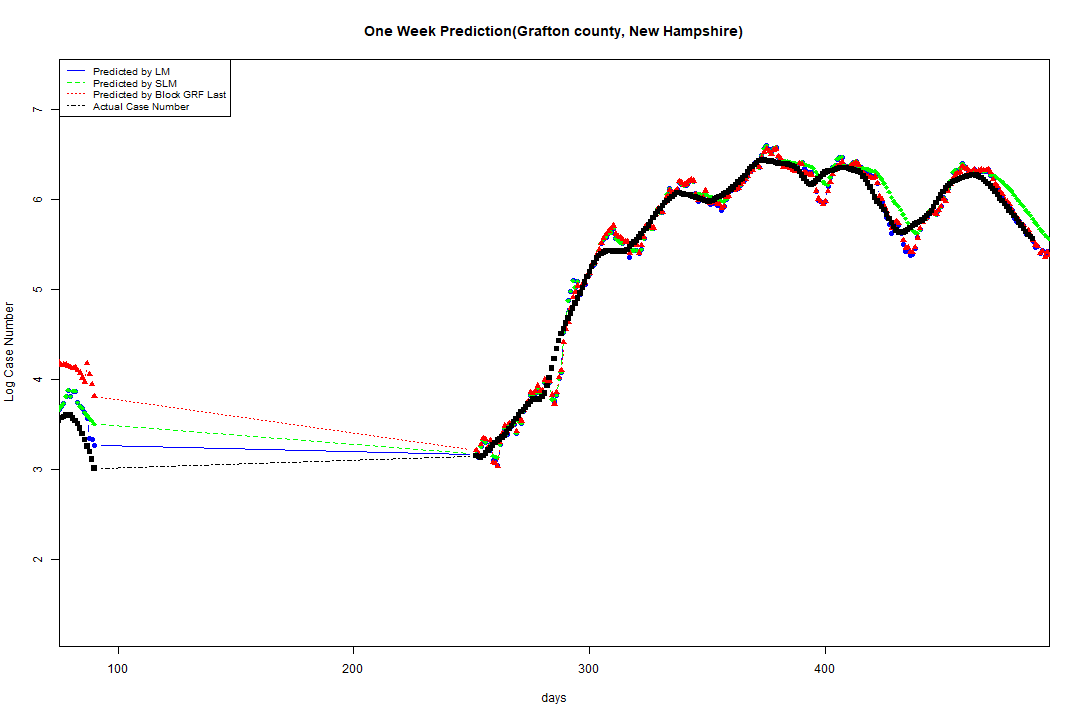 One Week Prediction(Grafton county, New Hampshire)
Predicted by LM
Predicted by SLM
Predicted by Block GRF Last
Actual Case Number
7
6
5
4
3
2
Log Case Number
100 200 300 400
days